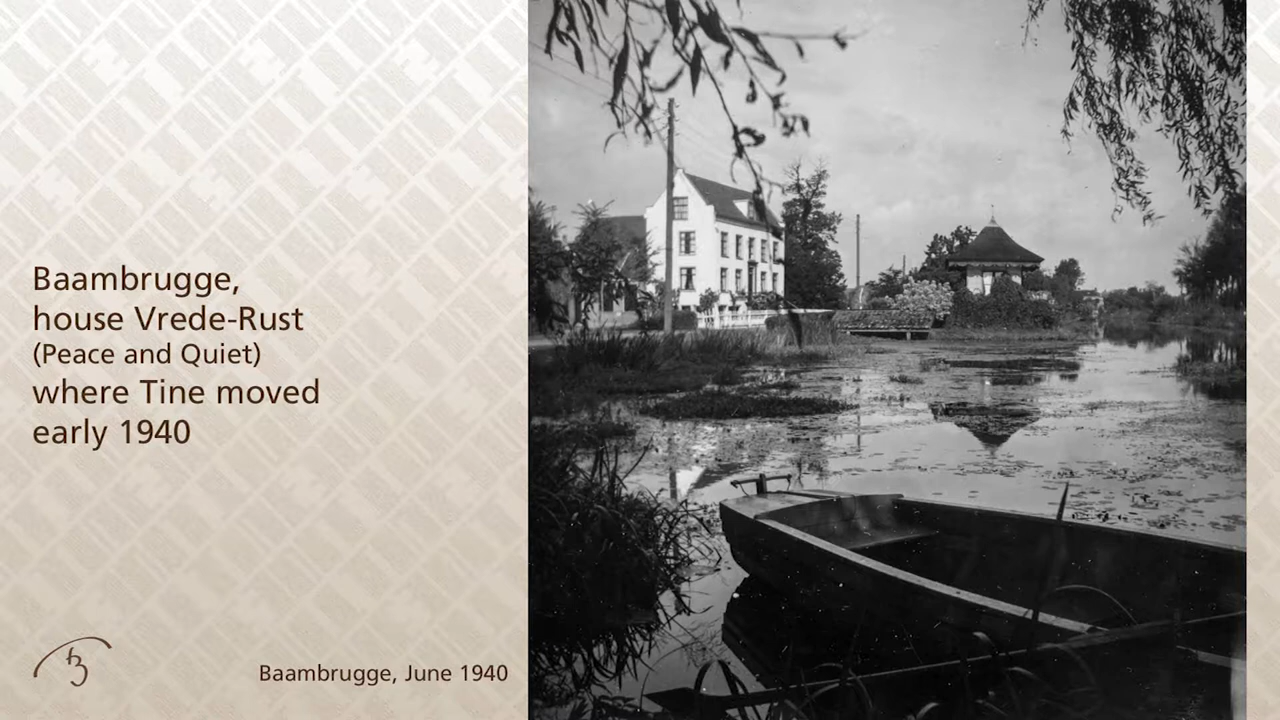 Baambrugge,
house Vrede-Rust
(Peace and Quiet)
where Tine moved
early 1940
Baambrugge, June 1940